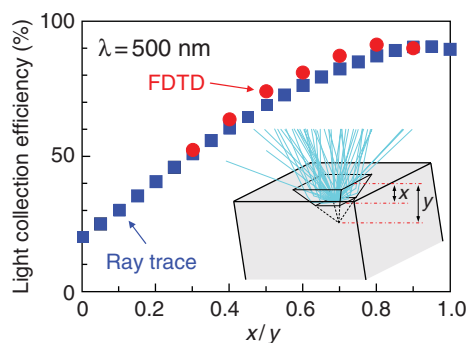 100
λ = 500 nm
FDTD
50
x
y
Ray trace
0
0 0.2 0.4 0.6 0.8 1.0
x/y
Light collection efficiency (%)